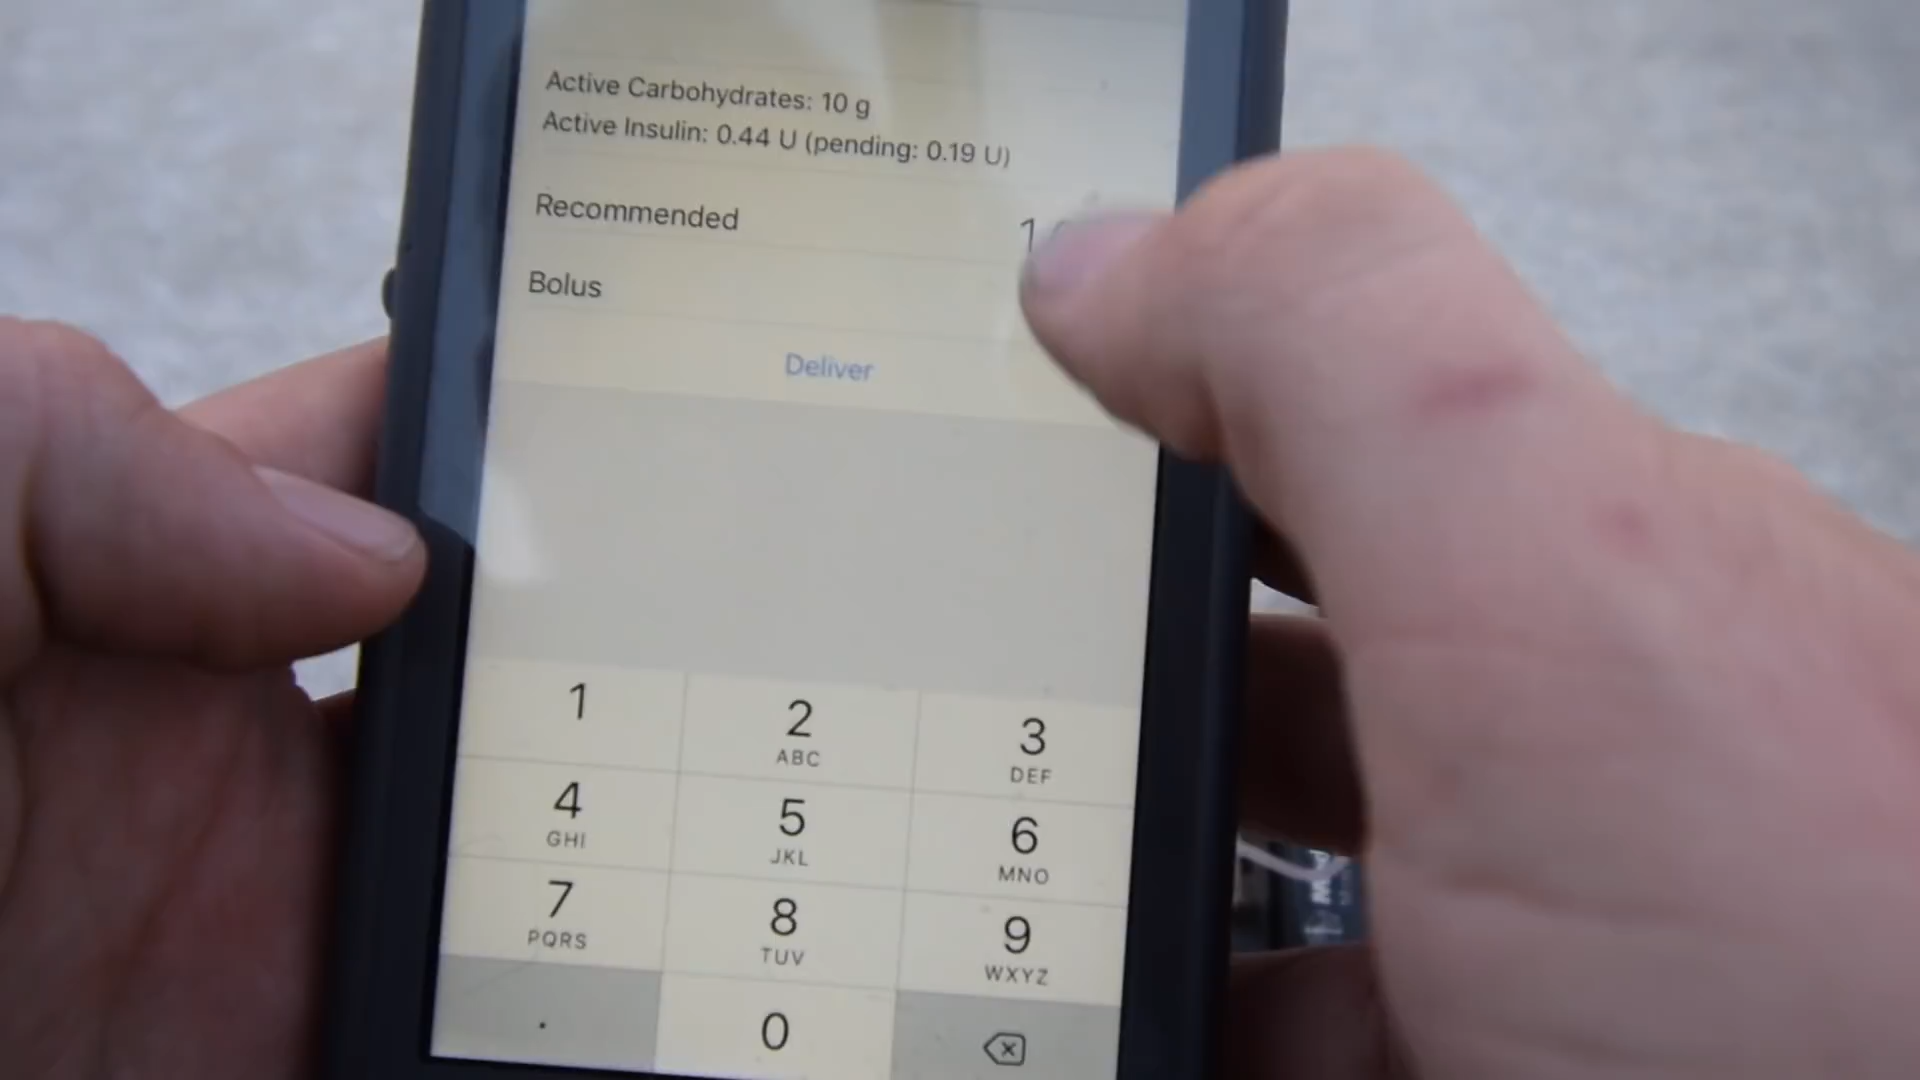 Active Carbohydrates: 10 g
Active Insulin: 0.44 U (pending: 0.19 U)
Recommended
Bolus
Deliver
1 2 3
ABC DEF
4 5 6
GHI JKL MNO
7 8 9
PQRS TUV WXYZ
. 0